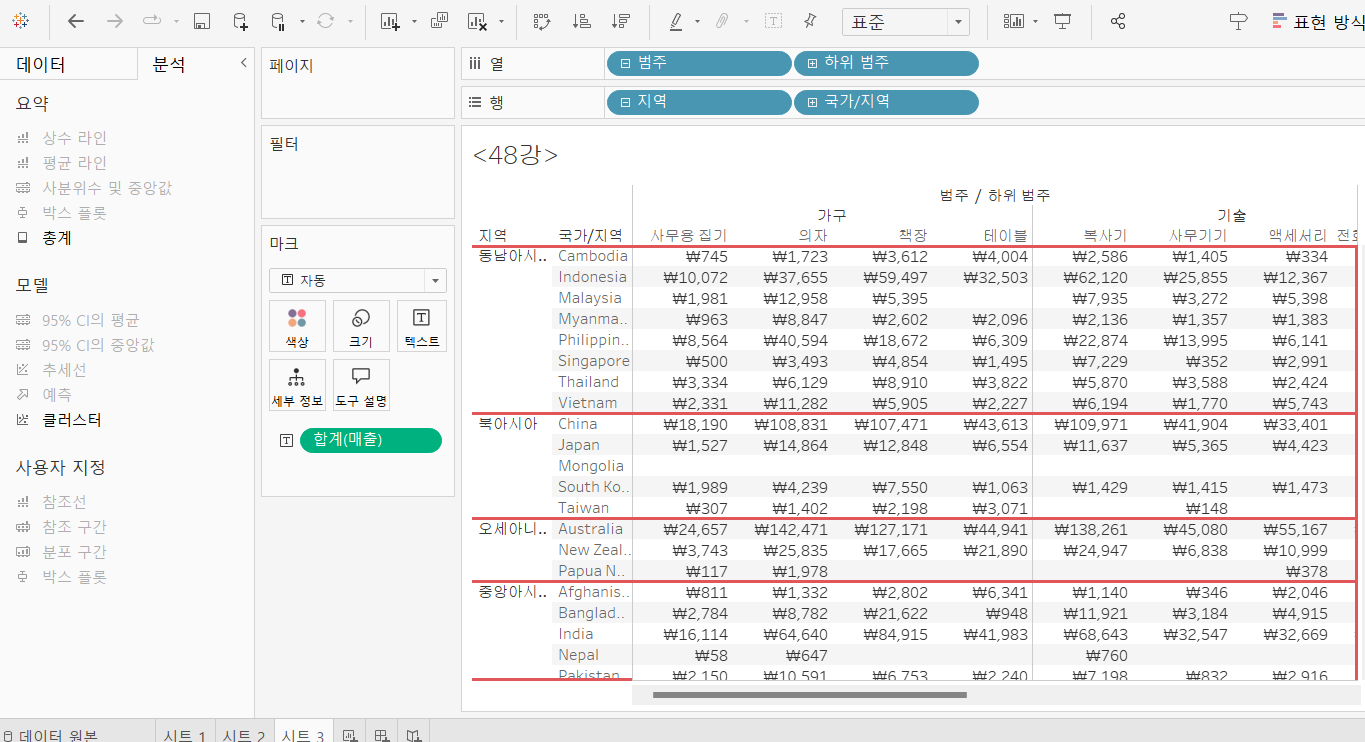 표준
표현 방식
데이터 분석
요약
상수 라인
평균 라인
사분위수 및 중앙값
박스 플롯
총계
모델
95% CI의 평균
95% CI의 중앙값
추세선
예측
클러스터
사용자 지정
참조선
참조 구간
분포 구간
박스 플롯
페이지
필터
마크
자동
색상 크기 텍스트
세부 정보 도구 설명
합계(매출)
열 범주 하위 범주
행 지역 국가/지역
<48강>
범주 / 하위 범주
가구 기술
지역 국가/지역 사무용 집기 의자 책장 테이블 복사기 사무기기 액세서리 전화
동남아시.. Cambodia ₩745 ₩1,723 ₩3,612 ₩4,004 ₩2,586 ₩1,405 ₩334
Indonesia ₩10,072 ₩37,655 ₩59,497 ₩32,503 ₩62,120 ₩25,855 ₩12,367
Malaysia ₩1,981 ₩12,958 ₩5,395 ₩7,935 ₩3,272 ₩5,398
Myanma.. ₩963 ₩8,847 ₩2,602 ₩2,096 ₩2,136 ₩1,357 ₩1,383
Philippin.. ₩8,564 ₩40,594 ₩18,672 ₩6,309 ₩22,874 ₩13,995 ₩6,141
Singapore ₩500 ₩3,493 ₩4,854 ₩1,495 ₩7,229 ₩352 ₩2,991
Thailand ₩3,334 ₩6,129 ₩8,910 ₩3,822 ₩5,870 ₩3,588 ₩2,424
Vietnam ₩2,331 ₩11,282 ₩5,905 ₩2,227 ₩6,194 ₩1,770 ₩5,743
북아시아 China ₩18,190 ₩108,831 ₩107,471 ₩43,613 ₩109,971 ₩41,904 ₩33,401
Japan ₩1,527 ₩14,864 ₩12,848 ₩6,554 ₩11,637 ₩5,365 ₩4,423
Mongolia
South Ko.. ₩1,989 ₩4,239 ₩7,550 ₩1,063 ₩1,429 ₩1,415 ₩1,473
Taiwan ₩307 ₩1,402 ₩2,198 ₩3,071 ₩148
오세아니.. Australia ₩24,657 ₩142,471 ₩127,171 ₩44,941 ₩138,261 ₩45,080 ₩55,167
New Zeal.. ₩3,743 ₩25,835 ₩17,665 ₩21,890 ₩24,947 ₩6,838 ₩10,999
Papua N.. ₩117 ₩1,978 ₩378
중앙아시.. Afghanis.. ₩811 ₩1,332 ₩2,802 ₩6,341 ₩1,140 ₩346 ₩2,046
Banglad.. ₩2,784 ₩8,782 ₩21,622 ₩948 ₩11,921 ₩3,184 ₩4,915
India ₩16,114 ₩64,640 ₩84,915 ₩41,983 ₩68,643 ₩32,547 ₩32,669
Nepal ₩58 ₩647 ₩760
Pakistan ₩2,150 ₩10,591 ₩6,753 ₩2,240 ₩7,198 ₩832 ₩2,916
데이터 원본 시트 1 시트 2 시트 3